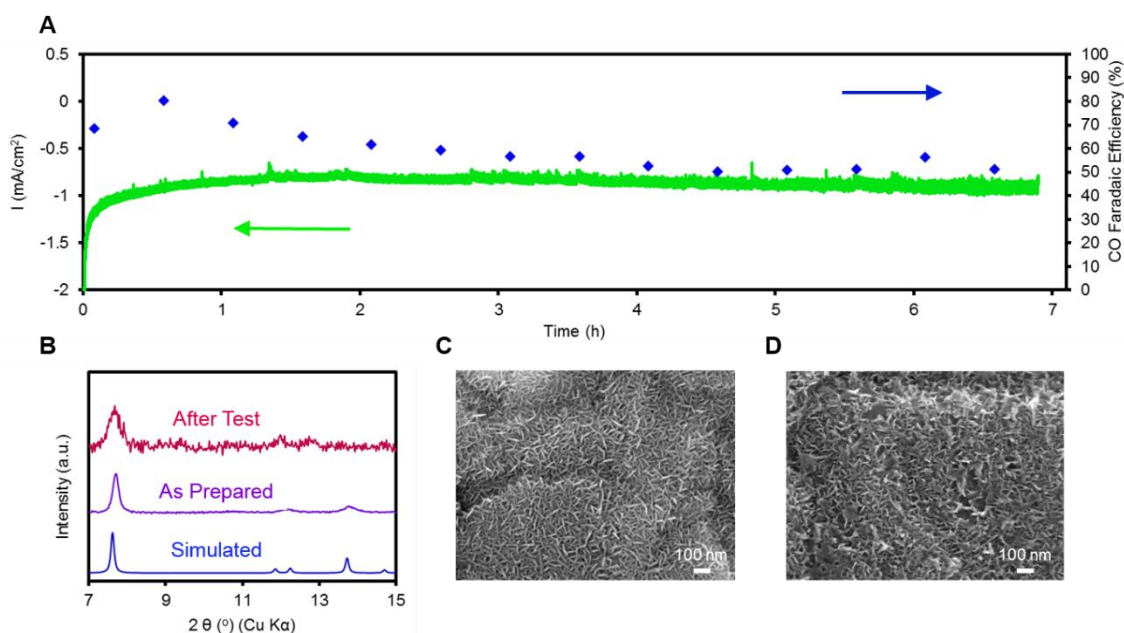 A
0.5
0
-0.5
-1
-1.5
-2
I (mA/cm²)
0 1 2 3 4 5 6 7
Time (h)
100
90
80
70
60
50
40
30
20
10
0
CO Faradaic Efficiency (%)
B
Intensity (a.u.)
After Test
As Prepared
Simulated
7 9 11 13 15
2 θ (º) (Cu Kα)
C
100 nm
D
100 nm